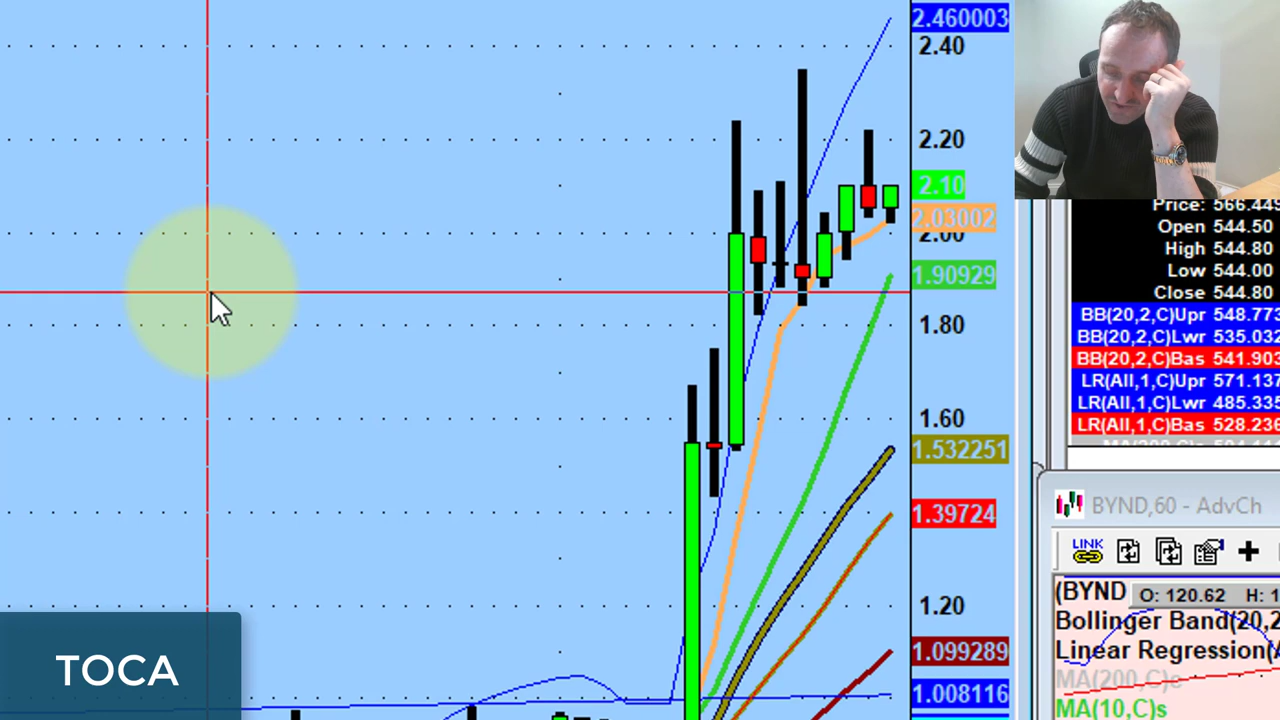 2.460003
2.40
2.20
2.10
2.03002
2.00
1.90929
1.80
1.60
1.532251
1.39724
1.20
1.099289
1.008116
TOCA
Price: 566.449
Open 544.50
High 544.80
Low 544.00
Close 544.80
BB(20,2,C)Upr 548.773
BB(20,2,C)Lwr 535.032
BB(20,2,C)Bas 541.903
LR(All,1,C)Upr 571.137
LR(All,1,C)Lwr 485.335
LR(All,1,C)Bas 528.236
BYND,60 - AdvCh
LINK
(BYND O: 120.62 H: 1
Bollinger Band(20,2
Linear Regression(A
MA(200,C)s
MA(10,C)s